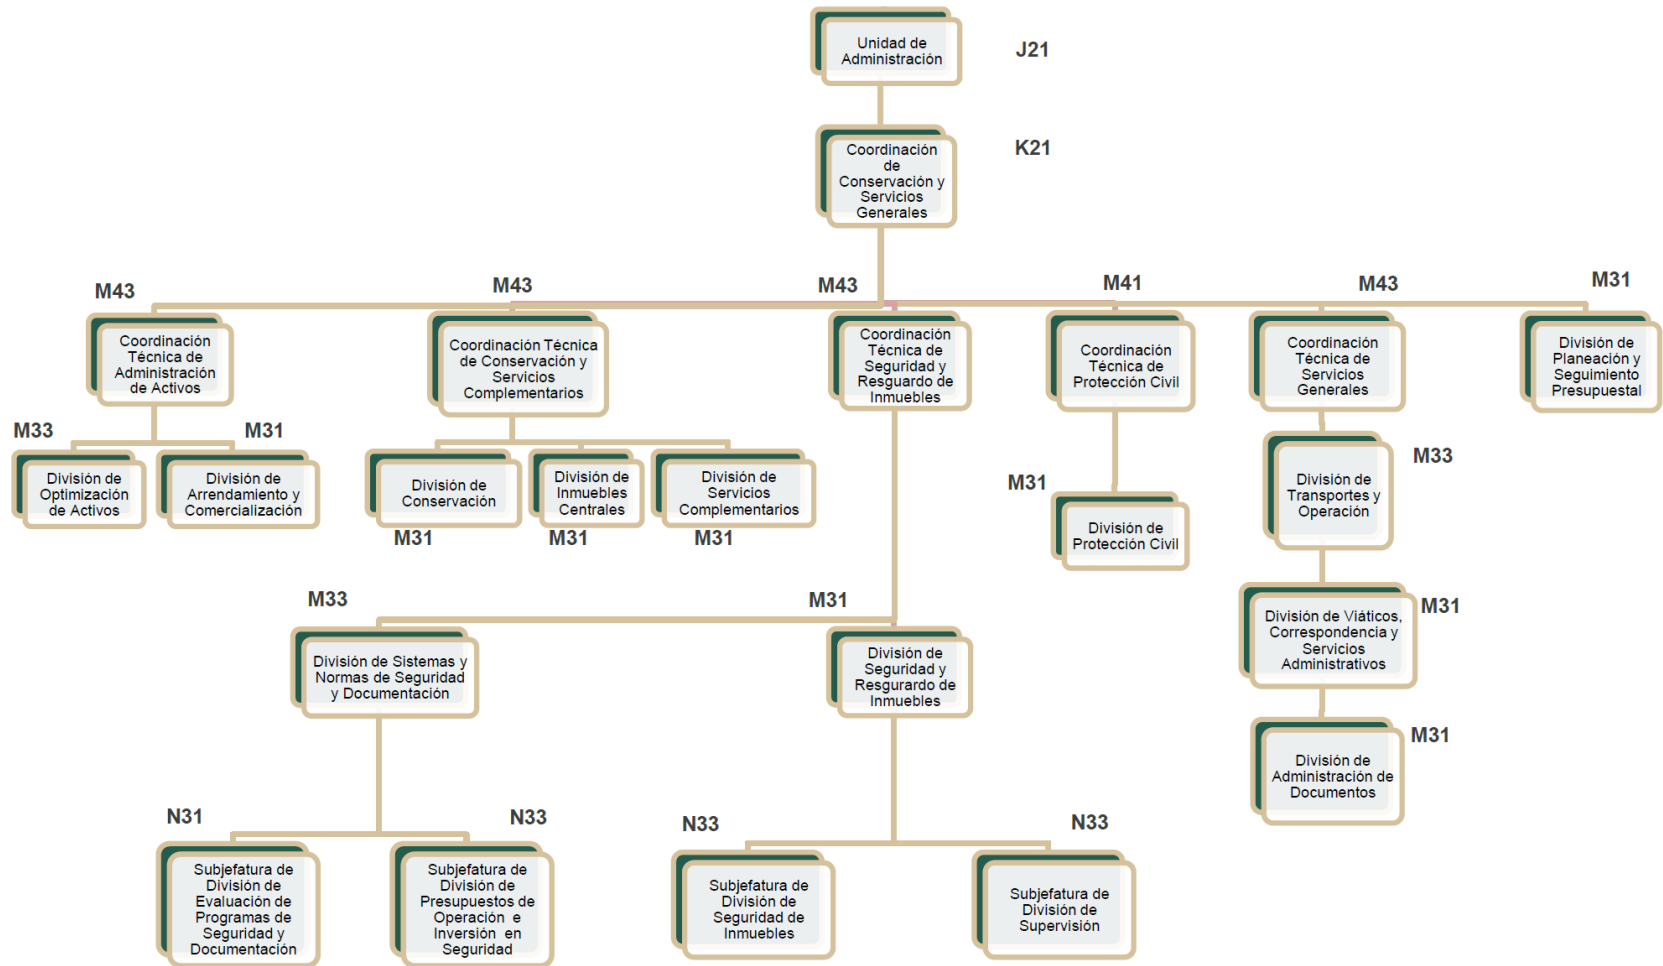 Unidad de
Administración
J21
Coordinación
de
Conservación y
Servicios
Generales
K21
M43
M43
M43
M41
M43
M31
Coordinación
Técnica de
Administración
de Activos
Coordinación Técnica
de Conservación y
Servicios
Complementarios
Coordinación
Técnica de
Seguridad y
Resguardo de
Inmuebles
Coordinación
Técnica de
Protección Civil
Coordinación
Técnica de
Servicios
Generales
División de
Planeación y
Seguimiento
Presupuestal
M33
M31
División de
Optimización
de Activos
División de
Arrendamiento y
Comercialización
División de
Conservación
División de
Inmuebles
Centrales
División de
Servicios
Complementarios
M31
M31
M31
M31
División de
Protección Civil
M33
División de
Transportes y
Operación
M31
División de Viáticos,
Correspondencia y
Servicios
Administrativos
M31
División de
Administración de
Documentos
M33
M31
División de Sistemas y
Normas de Seguridad
y Documentación
División de
Seguridad y
Resgurardo de
Inmuebles
N31
N33
N33
N33
Subjefatura de
División de
Evaluación de
Programas de
Seguridad y
Documentación
Subjefatura de
División de
Presupuestos de
Operación e
Inversión en
Seguridad
Subjefatura de
División de
Seguridad de
Inmuebles
Subjefatura de
División de
Supervisión